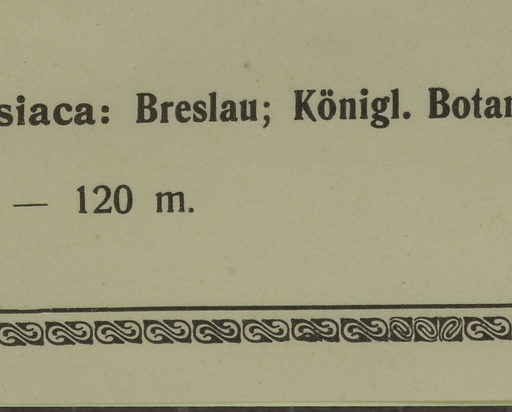 siaca: Breslau; Königl. Botan
— 120 m.